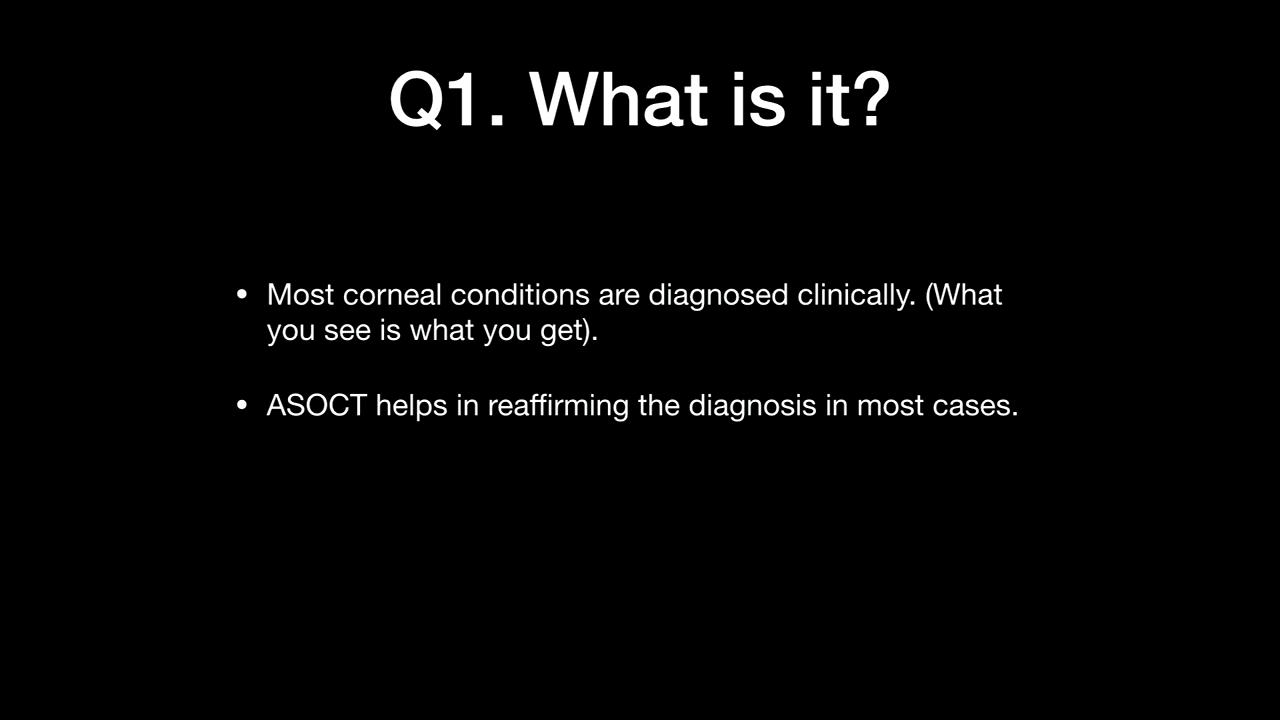 Q1. What is it?
• Most corneal conditions are diagnosed clinically. (What
you see is what you get).
• ASOCT helps in reaffirming the diagnosis in most cases.